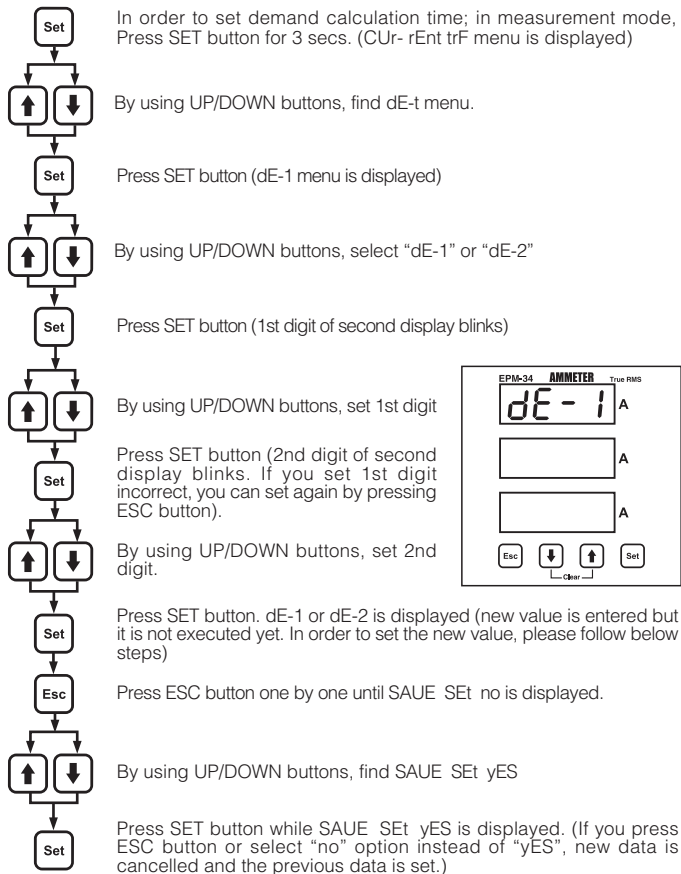 Set
In order to set demand calculation time; in measurement mode,
Press SET button for 3 secs. (CUr- rEnt trF menu is displayed)
By using UP/DOWN buttons, find dE-t menu.
Set
Press SET button (dE-1 menu is displayed)
By using UP/DOWN buttons, select “dE-1” or “dE-2”
Set
Press SET button (1st digit of second display blinks)
By using UP/DOWN buttons, set 1st digit
Set
Press SET button (2nd digit of second
display blinks. If you set 1st digit
incorrect, you can set again by pressing
ESC button).
By using UP/DOWN buttons, set 2nd
digit.
EPM-34 AMMETER True RMS
dE-1 A
A
A
Esc Set
Clear
Set
Press SET button. dE-1 or dE-2 is displayed (new value is entered but
it is not executed yet. In order to set the new value, please follow below
steps)
Esc
Press ESC button one by one until SAUE SEt no is displayed.
By using UP/DOWN buttons, find SAUE SEt yES
Set
Press SET button while SAUE SEt yES is displayed. (If you press
ESC button or select “no” option instead of “yES”, new data is
cancelled and the previous data is set.)